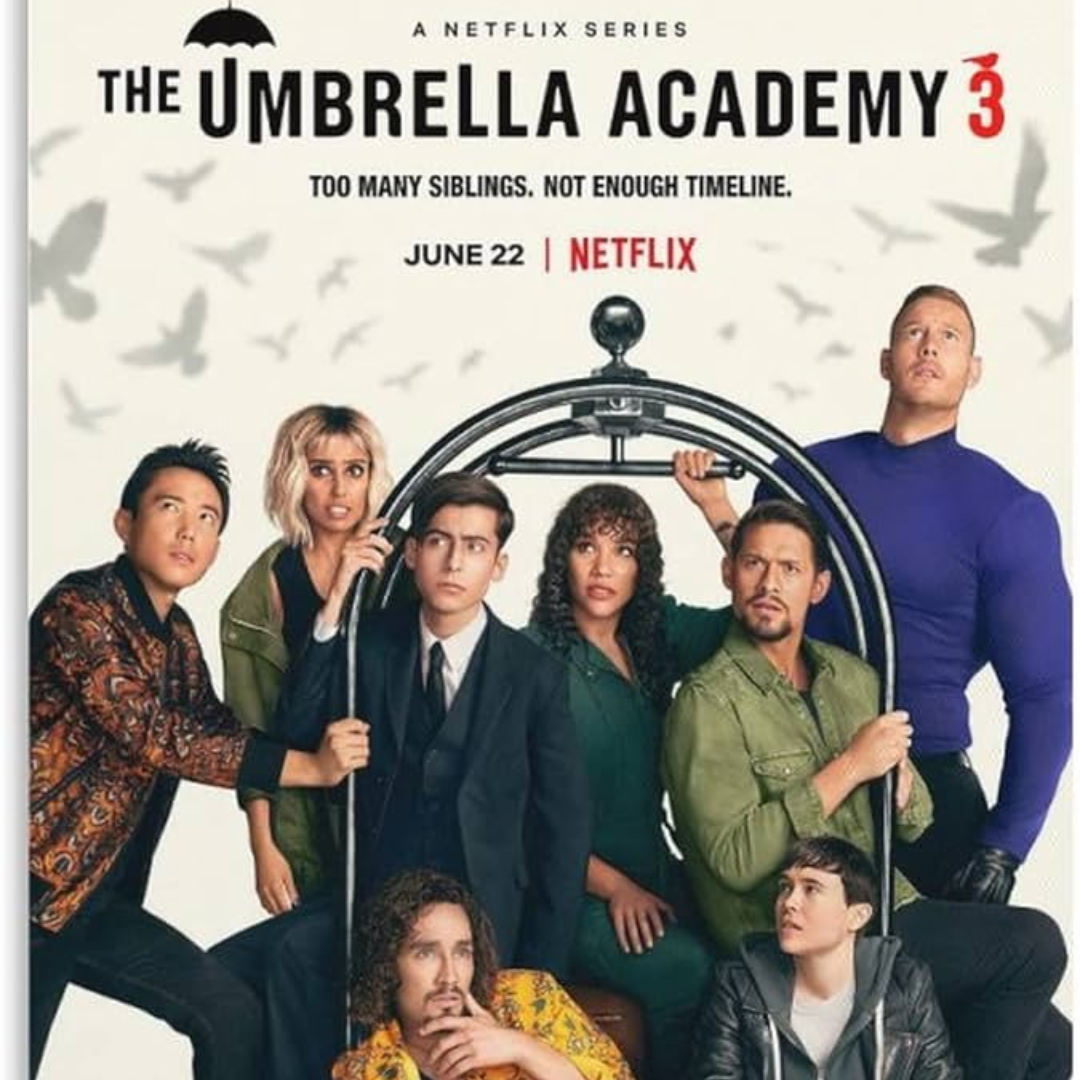 A NETFLIX SERIES
THE UMBRELLA ACADEMY 3
TOO MANY SIBLINGS. NOT ENOUGH TIMELINE.
JUNE 22 | NETFLIX